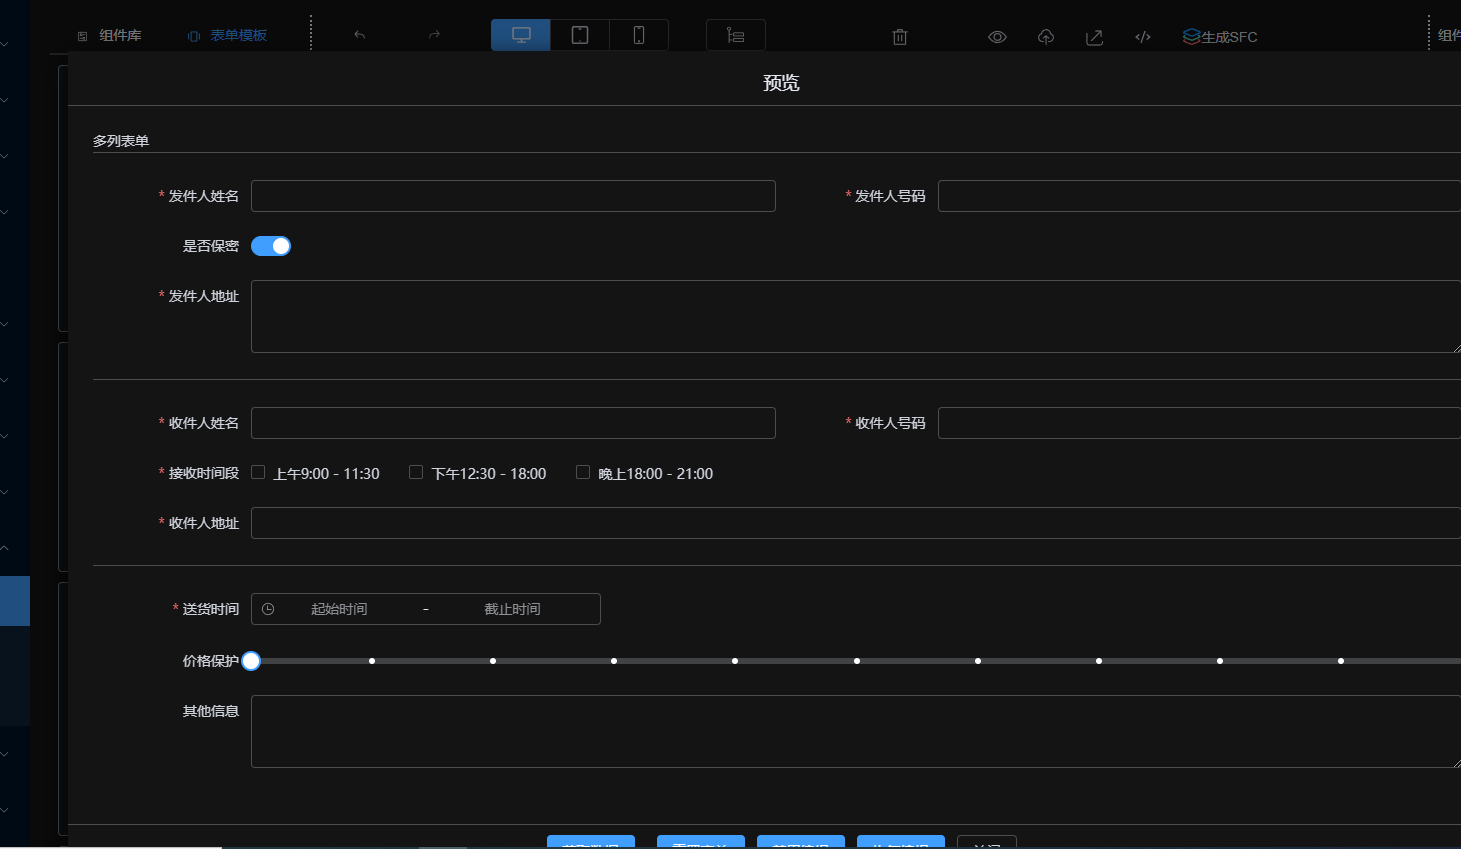 组件库 表单模板 生成SFC 组件
预览
多列表单
* 发件人姓名 * 发件人号码
是否保密
* 发件人地址
* 收件人姓名 * 收件人号码
* 接收时间段 上午9:00 - 11:30 下午12:30 - 18:00 晚上18:00 - 21:00
* 收件人地址
* 送货时间 起始时间 - 截止时间
价格保护
其他信息